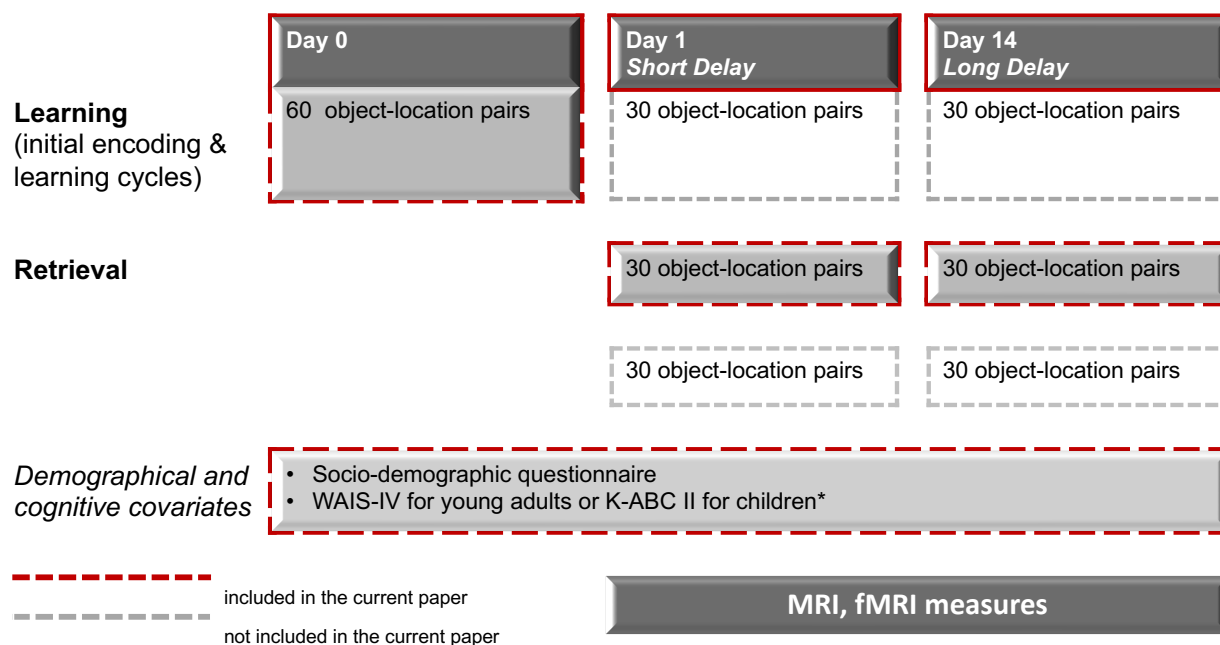 Day 0
Day 1
Short Delay
Day 14
Long Delay
Learning
(initial encoding &
learning cycles)
60 object-location pairs
30 object-location pairs
30 object-location pairs
Retrieval
30 object-location pairs
30 object-location pairs
30 object-location pairs
30 object-location pairs
Demographical and
cognitive covariates
• Socio-demographic questionnaire
• WAIS-IV for young adults or K-ABC II for children*
included in the current paper
not included in the current paper
MRI, fMRI measures